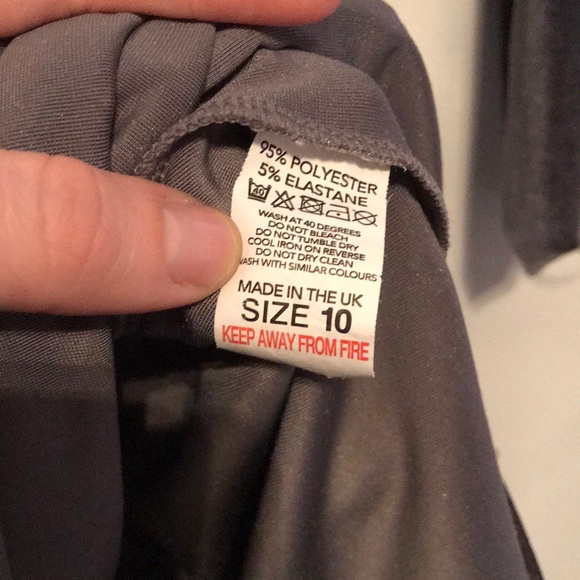 95% POLYESTER
5% ELASTANE
40
WASH AT 40 DEGREES
DO NOT BLEACH
DO NOT TUMBLE DRY
COOL IRON ON REVERSE
DO NOT DRY CLEAN
WASH WITH SIMILAR COLOURS
MADE IN THE UK
SIZE 10
KEEP AWAY FROM FIRE